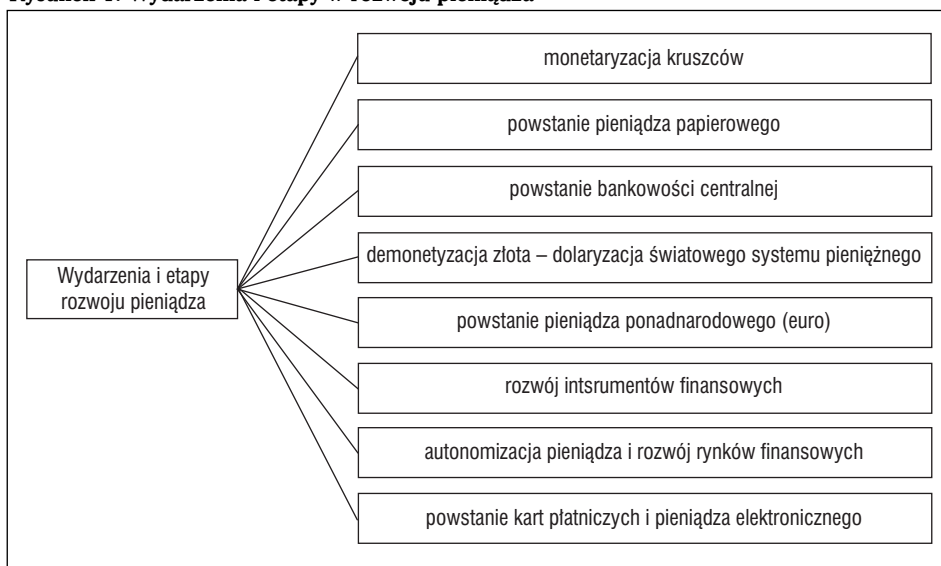 Rysunek 1. Wydarzenia i etapy w rozwoju pieniądza
monetaryzacja kruszców
powstanie pieniądza papierowego
powstanie bankowości centralnej
demonetyzacja złota – dolaryzacja światowego systemu pieniężnego
Wydarzenia i etapy
rozwoju pieniądza
powstanie pieniądza ponadnarodowego (euro)
rozwój intsrumentów finansowych
autonomizacja pieniądza i rozwój rynków finansowych
powstanie kart płatniczych i pieniądza elektronicznego